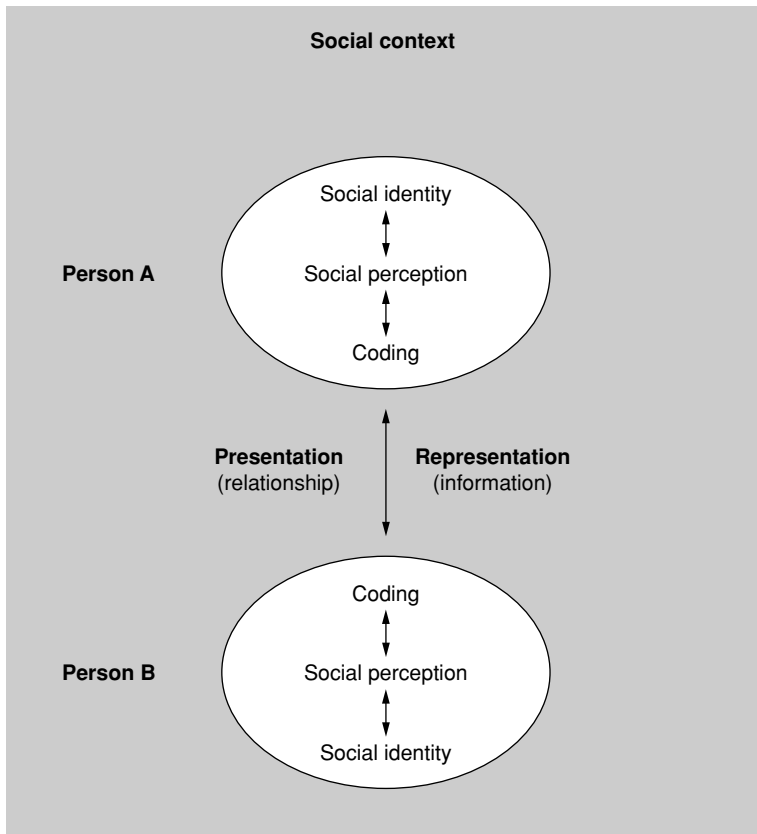 Social context
Social identity
Person A
Social perception
Coding
Presentation
(relationship)
Representation
(information)
Coding
Person B
Social perception
Social identity